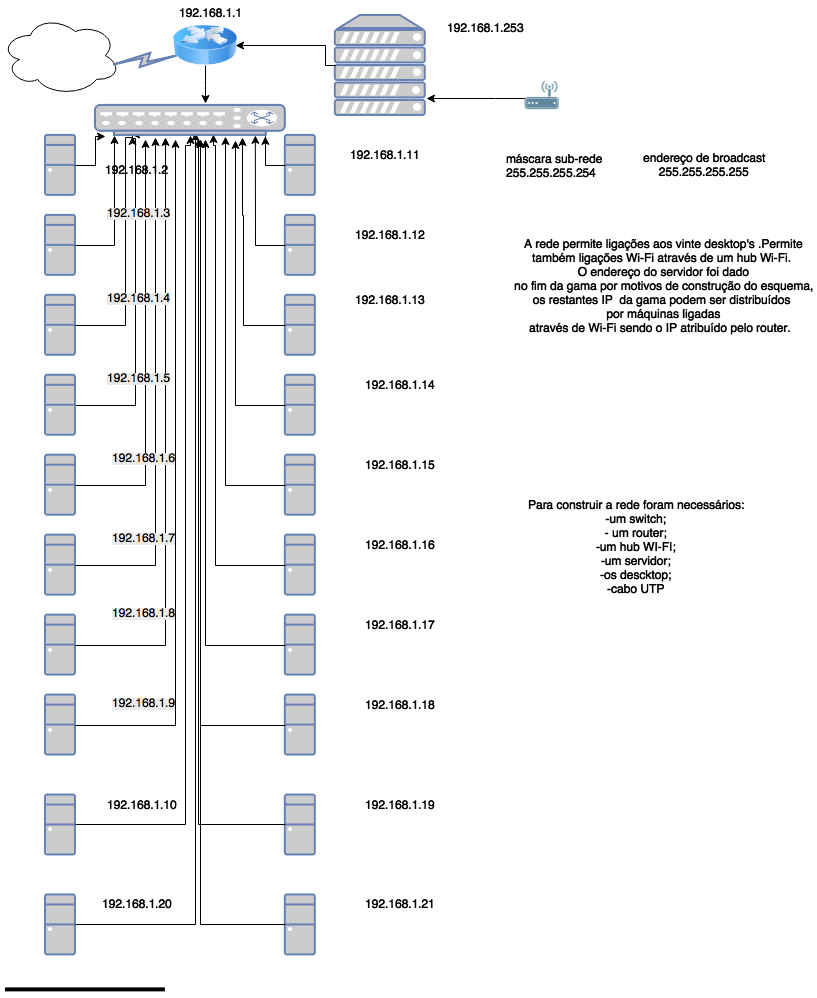 192.168.1.1
192.168.1.253
192.168.1.2
192.168.1.11
máscara sub-rede
255.255.255.254
endereço de broadcast
255.255.255.255
192.168.1.3
192.168.1.12
A rede permite ligações aos vinte desktop's .Permite
também ligações Wi-Fi através de um hub Wi-Fi.
O endereço do servidor foi dado
no fim da gama por motivos de construção do esquema,
os restantes IP da gama podem ser distribuídos
por máquinas ligadas
através de Wi-Fi sendo o IP atribuído pelo router.
192.168.1.4
192.168.1.13
192.168.1.5
192.168.1.14
192.168.1.6
192.168.1.15
Para construir a rede foram necessários:
-um switch;
- um router;
-um hub WI-FI;
-um servidor;
-os descktop;
-cabo UTP
192.168.1.7
192.168.1.16
192.168.1.8
192.168.1.17
192.168.1.9
192.168.1.18
192.168.1.10
192.168.1.19
192.168.1.20
192.168.1.21